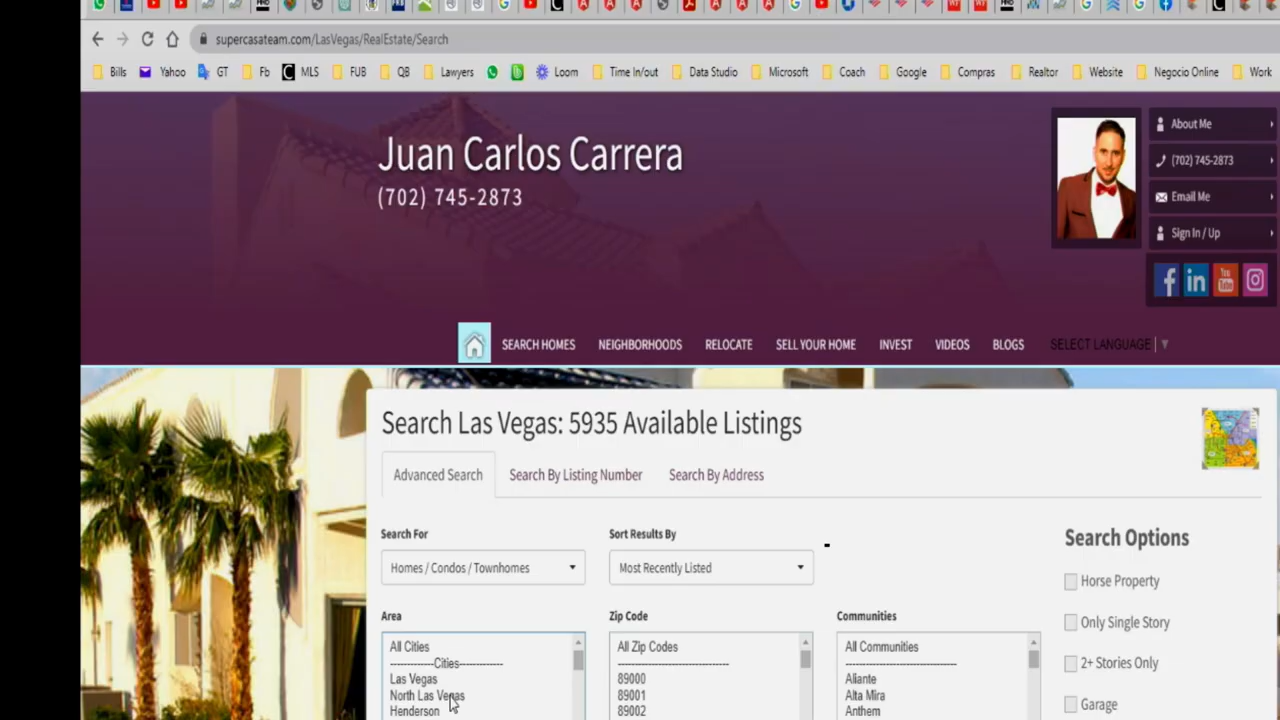 supercasateam.com/LasVegas/RealEstate/Search
Bills Yahoo GT Fb MLS FUB QB Lawyers Loom Time In/out Data Studio Microsoft Coach Google Compras Realtor Website Negocio Online Work
Juan Carlos Carrera
(702) 745-2873
About Me
(702) 745-2873
Email Me
Sign In / Up
SEARCH HOMES NEIGHBORHOODS RELOCATE SELL YOUR HOME INVEST VIDEOS BLOGS SELECT LANGUAGE
Search Las Vegas: 5935 Available Listings
Advanced Search Search By Listing Number Search By Address
Search For Sort Results By
Homes / Condos / Townhomes Most Recently Listed
Search Options
Horse Property
Only Single Story
2+ Stories Only
Garage
Area Zip Code Communities
All Cities All Zip Codes All Communities
------------Cities------------
Las Vegas 89000 Aliante
North Las Vegas 89001 Alta Mira
Henderson 89002 Anthem